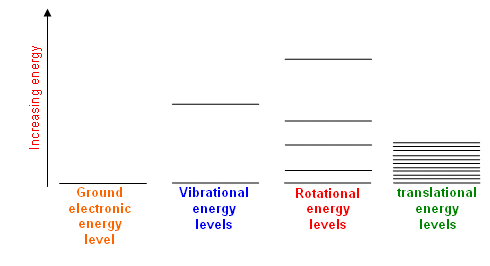 Increasing energy
Ground
electronic
energy
level
Vibrational
energy
levels
Rotational
energy
levels
translational
energy
levels